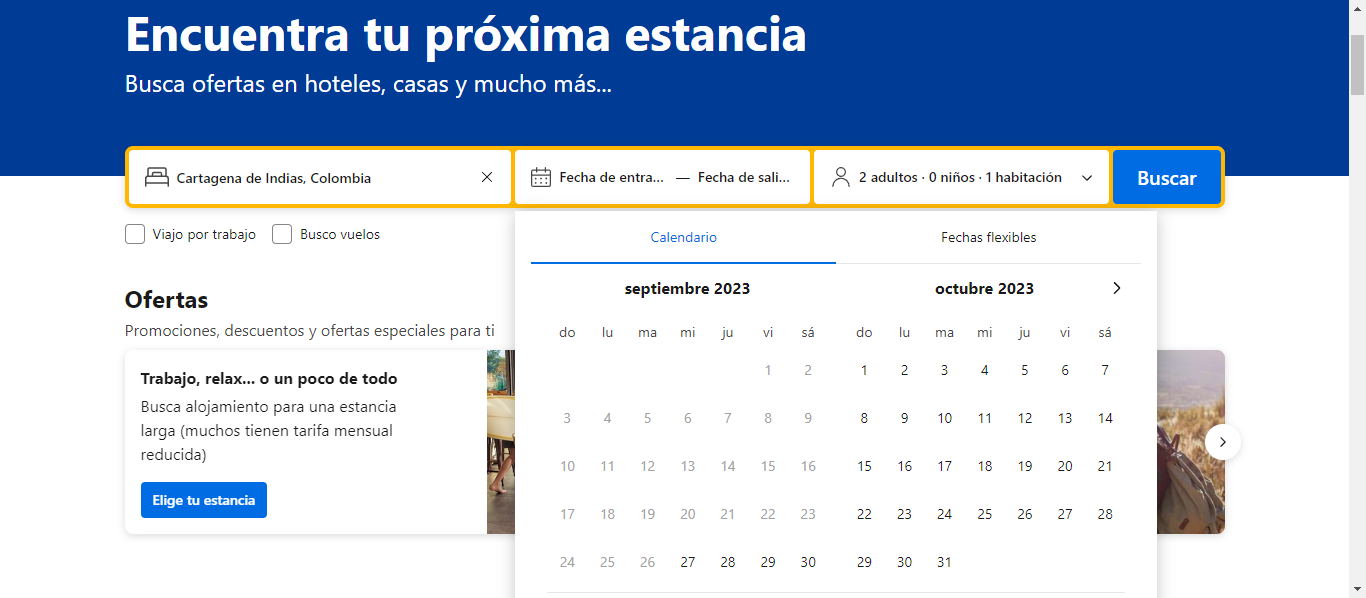 Encuentra tu próxima estancia
Busca ofertas en hoteles, casas y mucho más...
Cartagena de Indias, Colombia
Fecha de entra... — Fecha de sali...
2 adultos · 0 niños · 1 habitación
Buscar
Viajo por trabajo
Busco vuelos
Calendario
Fechas flexibles
septiembre 2023
do lu ma mi ju vi sá
1 2
3 4 5 6 7 8 9
10 11 12 13 14 15 16
17 18 19 20 21 22 23
24 25 26 27 28 29 30
octubre 2023
do lu ma mi ju vi sá
1 2 3 4 5 6 7
8 9 10 11 12 13 14
15 16 17 18 19 20 21
22 23 24 25 26 27 28
29 30 31
Ofertas
Promociones, descuentos y ofertas especiales para ti
Trabajo, relax... o un poco de todo
Busca alojamiento para una estancia
larga (muchos tienen tarifa mensual
reducida)
Elige tu estancia